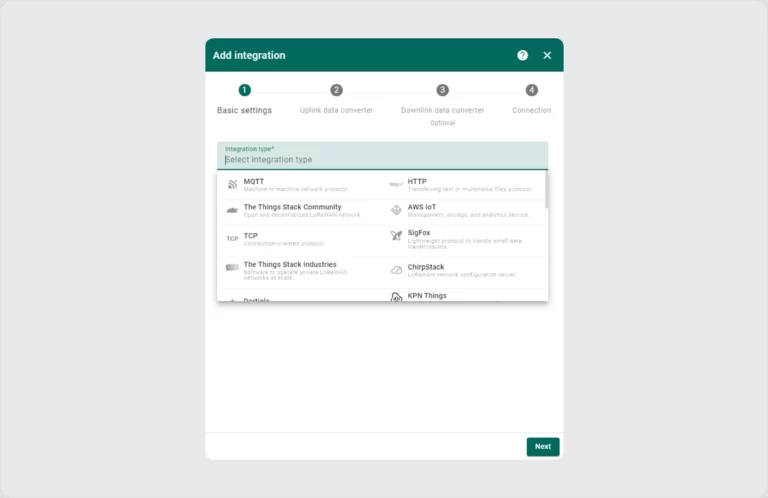 Add integration
?
1
2
3
4
Basic settings
Uplink data converter
Downlink data converter
Connection
Optional
Integration type*
Select integration type
MQTT
Machine to machine network protocol.
http://
HTTP
Transferring text or multimedia files protocol.
The Things Stack Community
Open and decentralized LoRaWAN network.
AWS IoT
Management, storage, and analytics service.
TCP
TCP
Connection-oriented protocol.
SigFox
Lightweight protocol to handle small data
transmissions.
The Things Stack Industries
Software to operate private LoRaWAN
networks at scale.
ChirpStack
LoRaWAN network configuration server.
Particle
KPN Things
Next